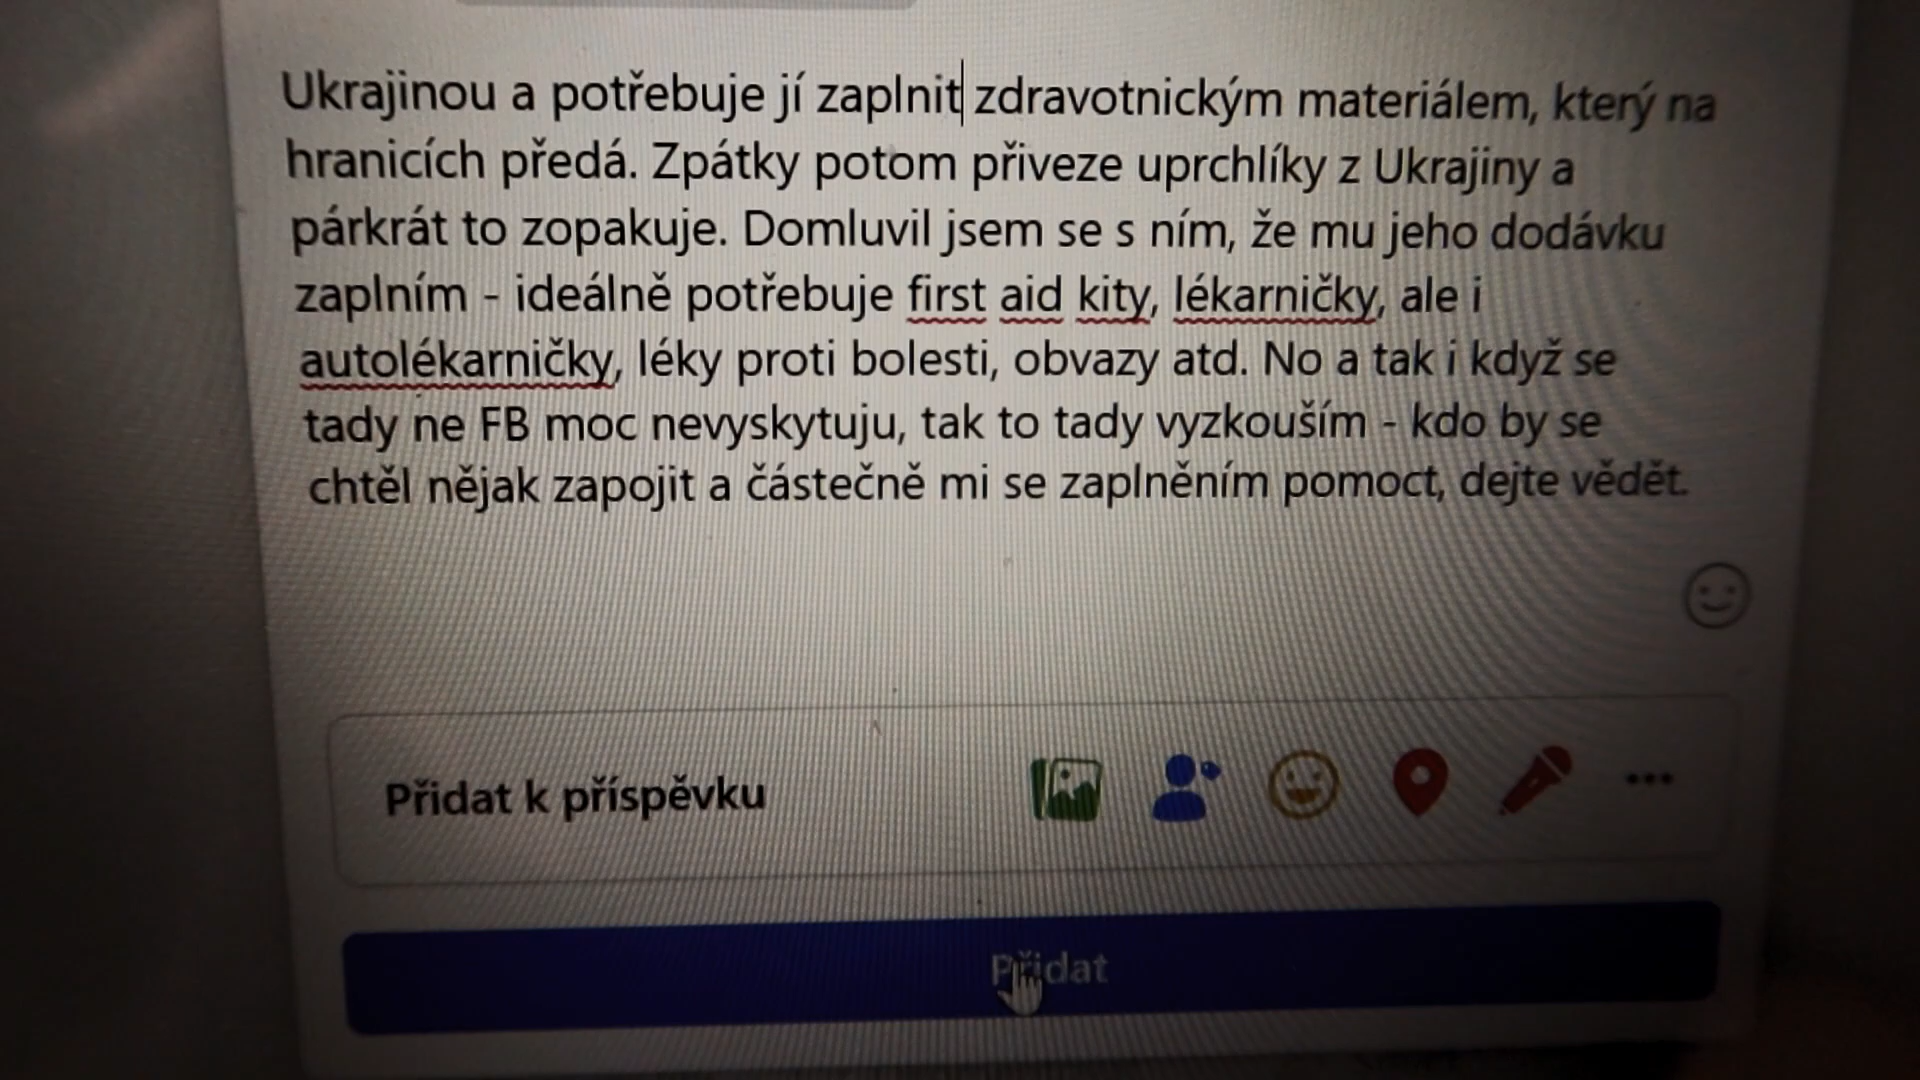 Ukrajinou a potřebuje jí zaplnit zdravotnickým materiálem, který na
hranicích předá. Zpátky potom přiveze uprchlíky z Ukrajiny a
párkrát to zopakuje. Domluvil jsem se s ním, že mu jeho dodávku
zaplním - ideálně potřebuje first aid kity, lékarničky, ale i
autolékarničky, léky proti bolesti, obvazy atd. No a tak i když se
tady ne FB moc nevyskytuju, tak to tady vyzkouším - kdo by se
chtěl nějak zapojit a částečně mi se zaplněním pomoct, dejte vědět.
Přidat k příspěvku
Přidat